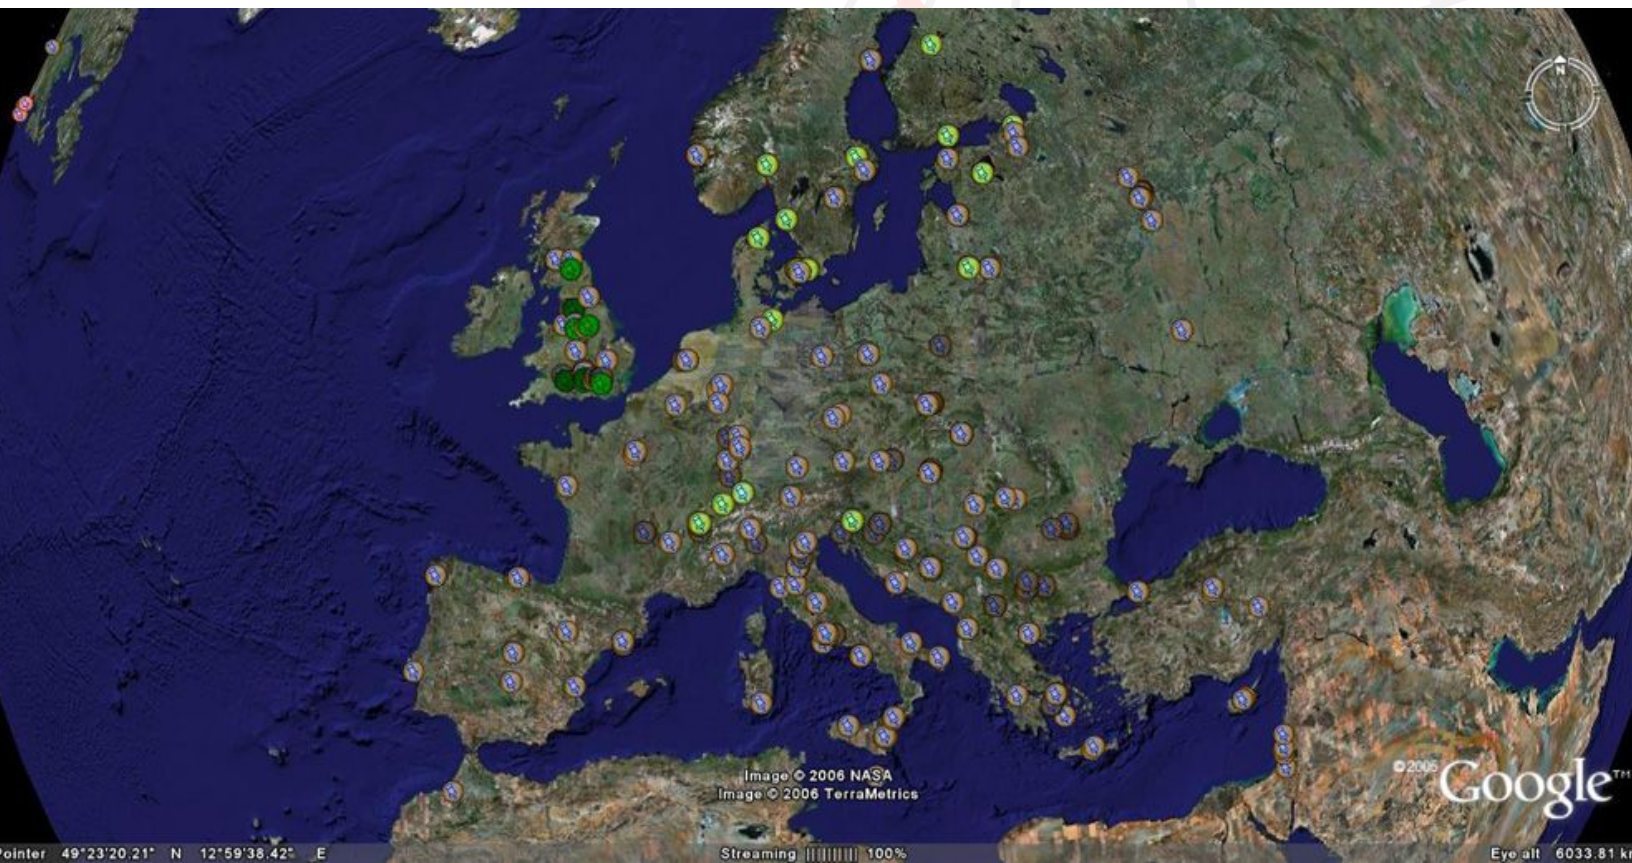 N
Image © 2006 NASA
Image © 2006 TerraMetrics
©2005 Google™
Pointer 49°23'20.21" N 12°59'38.42" E
Streaming ||||||||| 100%
Eye alt 6033.81 km